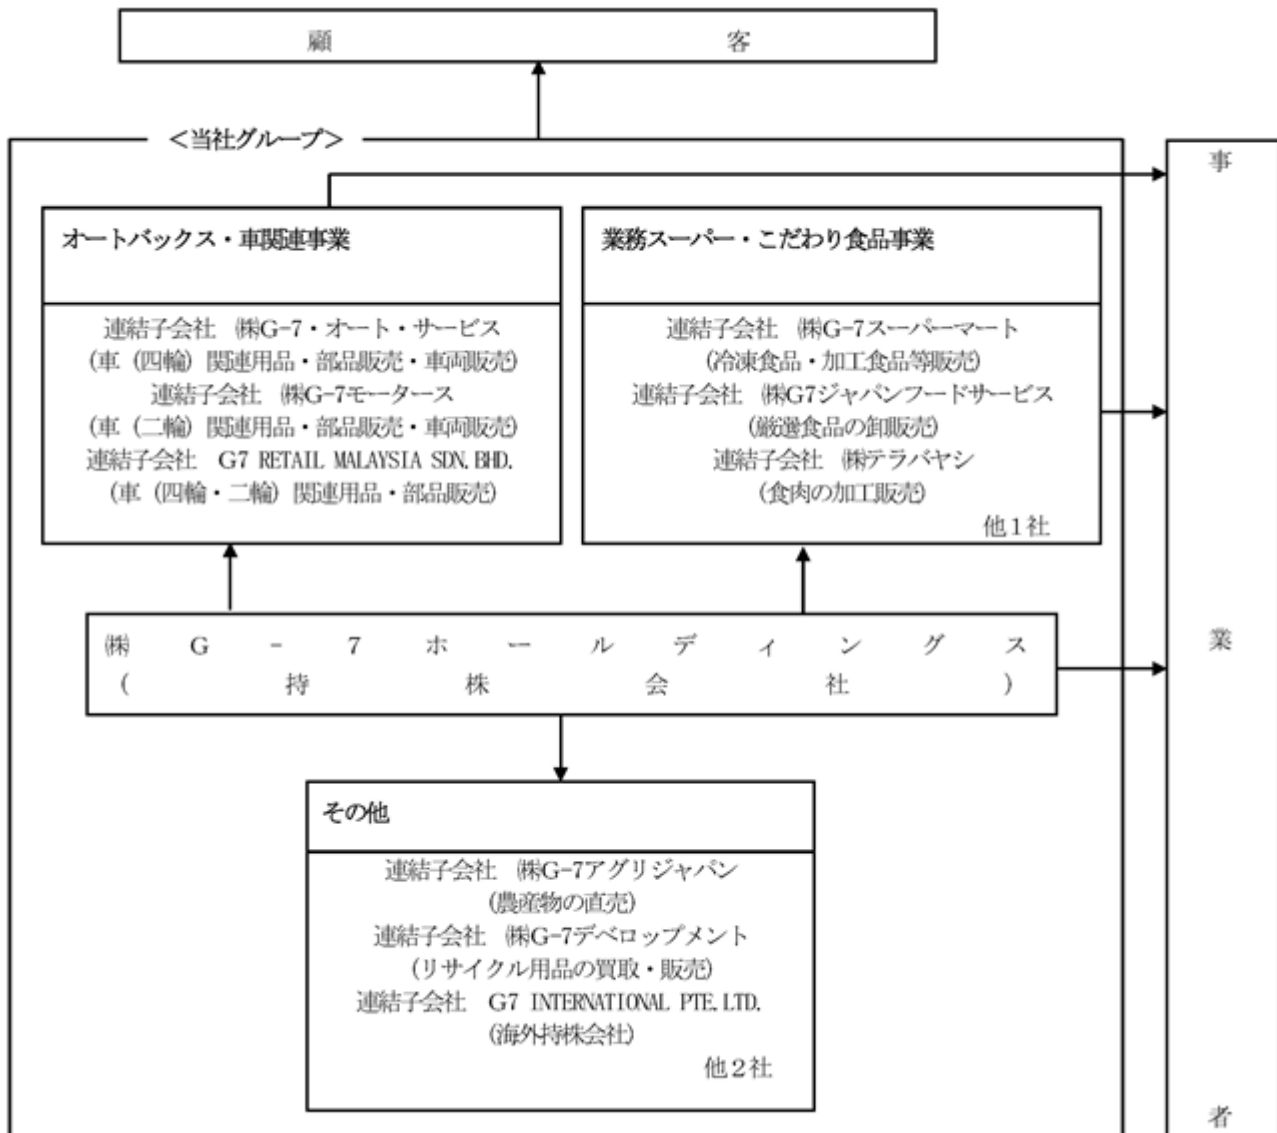 顧客
<当社グループ>
オートバックス・車関連事業
連結子会社 ㈱G-7・オート・サービス
(車(四輪)関連用品・部品販売・車両販売)
連結子会社 ㈱G-7モータース
(車(二輪)関連用品・部品販売・車両販売)
連結子会社 G7 RETAIL MALAYSIA SDN.BHD.
(車(四輪・二輪)関連用品・部品販売)
業務スーパー・こだわり食品事業
連結子会社 ㈱G-7スーパーマート
(冷凍食品・加工食品等販売)
連結子会社 ㈱G7ジャパンフードサービス
(厳選食品の卸販売)
連結子会社 ㈱テラバヤシ
(食肉の加工販売)
他1社
㈱G-7ホールディングス
(持株会社)
その他
連結子会社 ㈱G-7アグリジャパン
(農産物の直売)
連結子会社 ㈱G-7デベロップメント
(リサイクル用品の買取・販売)
連結子会社 G7 INTERNATIONAL PTE.LTD.
(海外持株会社)
他2社
事業者